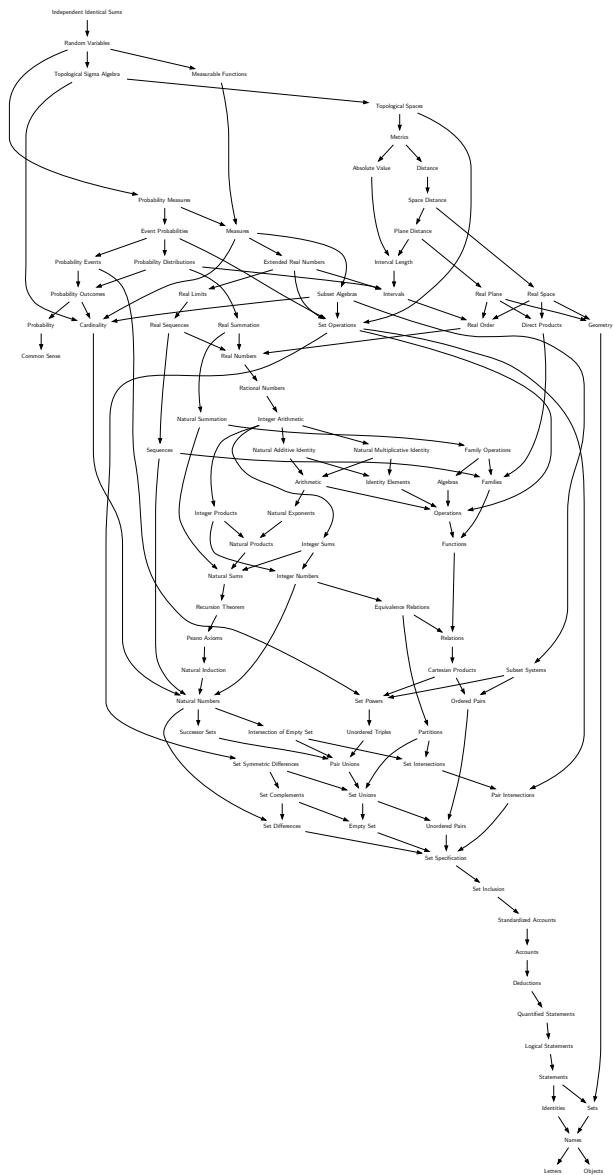 Independent Identical Sums
Random Variables
Topological Sigma Algebra
Measurable Functions
Topological Spaces
Metrics
Absolute Value
Distance
Probability Measures
Space Distance
Event Probabilities
Measures
Plane Distance
Probability Events
Probability Distributions
Extended Real Numbers
Interval Length
Probability Outcomes
Real Limits
Subset Algebras
Intervals
Real Plane
Real Space
Probability
Cardinality
Real Sequences
Real Summation
Set Operations
Real Order
Direct Products
Geometry
Common Sense
Real Numbers
Rational Numbers
Natural Summation
Integer Arithmetic
Sequences
Natural Additive Identity
Natural Multiplicative Identity
Family Operations
Arithmetic
Identity Elements
Algebras
Families
Integer Products
Natural Exponents
Operations
Natural Products
Integer Sums
Functions
Natural Sums
Integer Numbers
Recursion Theorem
Equivalence Relations
Peano Axioms
Relations
Natural Induction
Cartesian Products
Subset Systems
Natural Numbers
Set Powers
Ordered Pairs
Successor Sets
Intersection of Empty Set
Unordered Triples
Partitions
Set Symmetric Differences
Pair Unions
Set Intersections
Set Complements
Set Unions
Pair Intersections
Set Differences
Empty Set
Unordered Pairs
Set Specification
Set Inclusion
Standardized Accounts
Accounts
Deductions
Quantified Statements
Logical Statements
Statements
Identities
Sets
Names
Letters
Objects